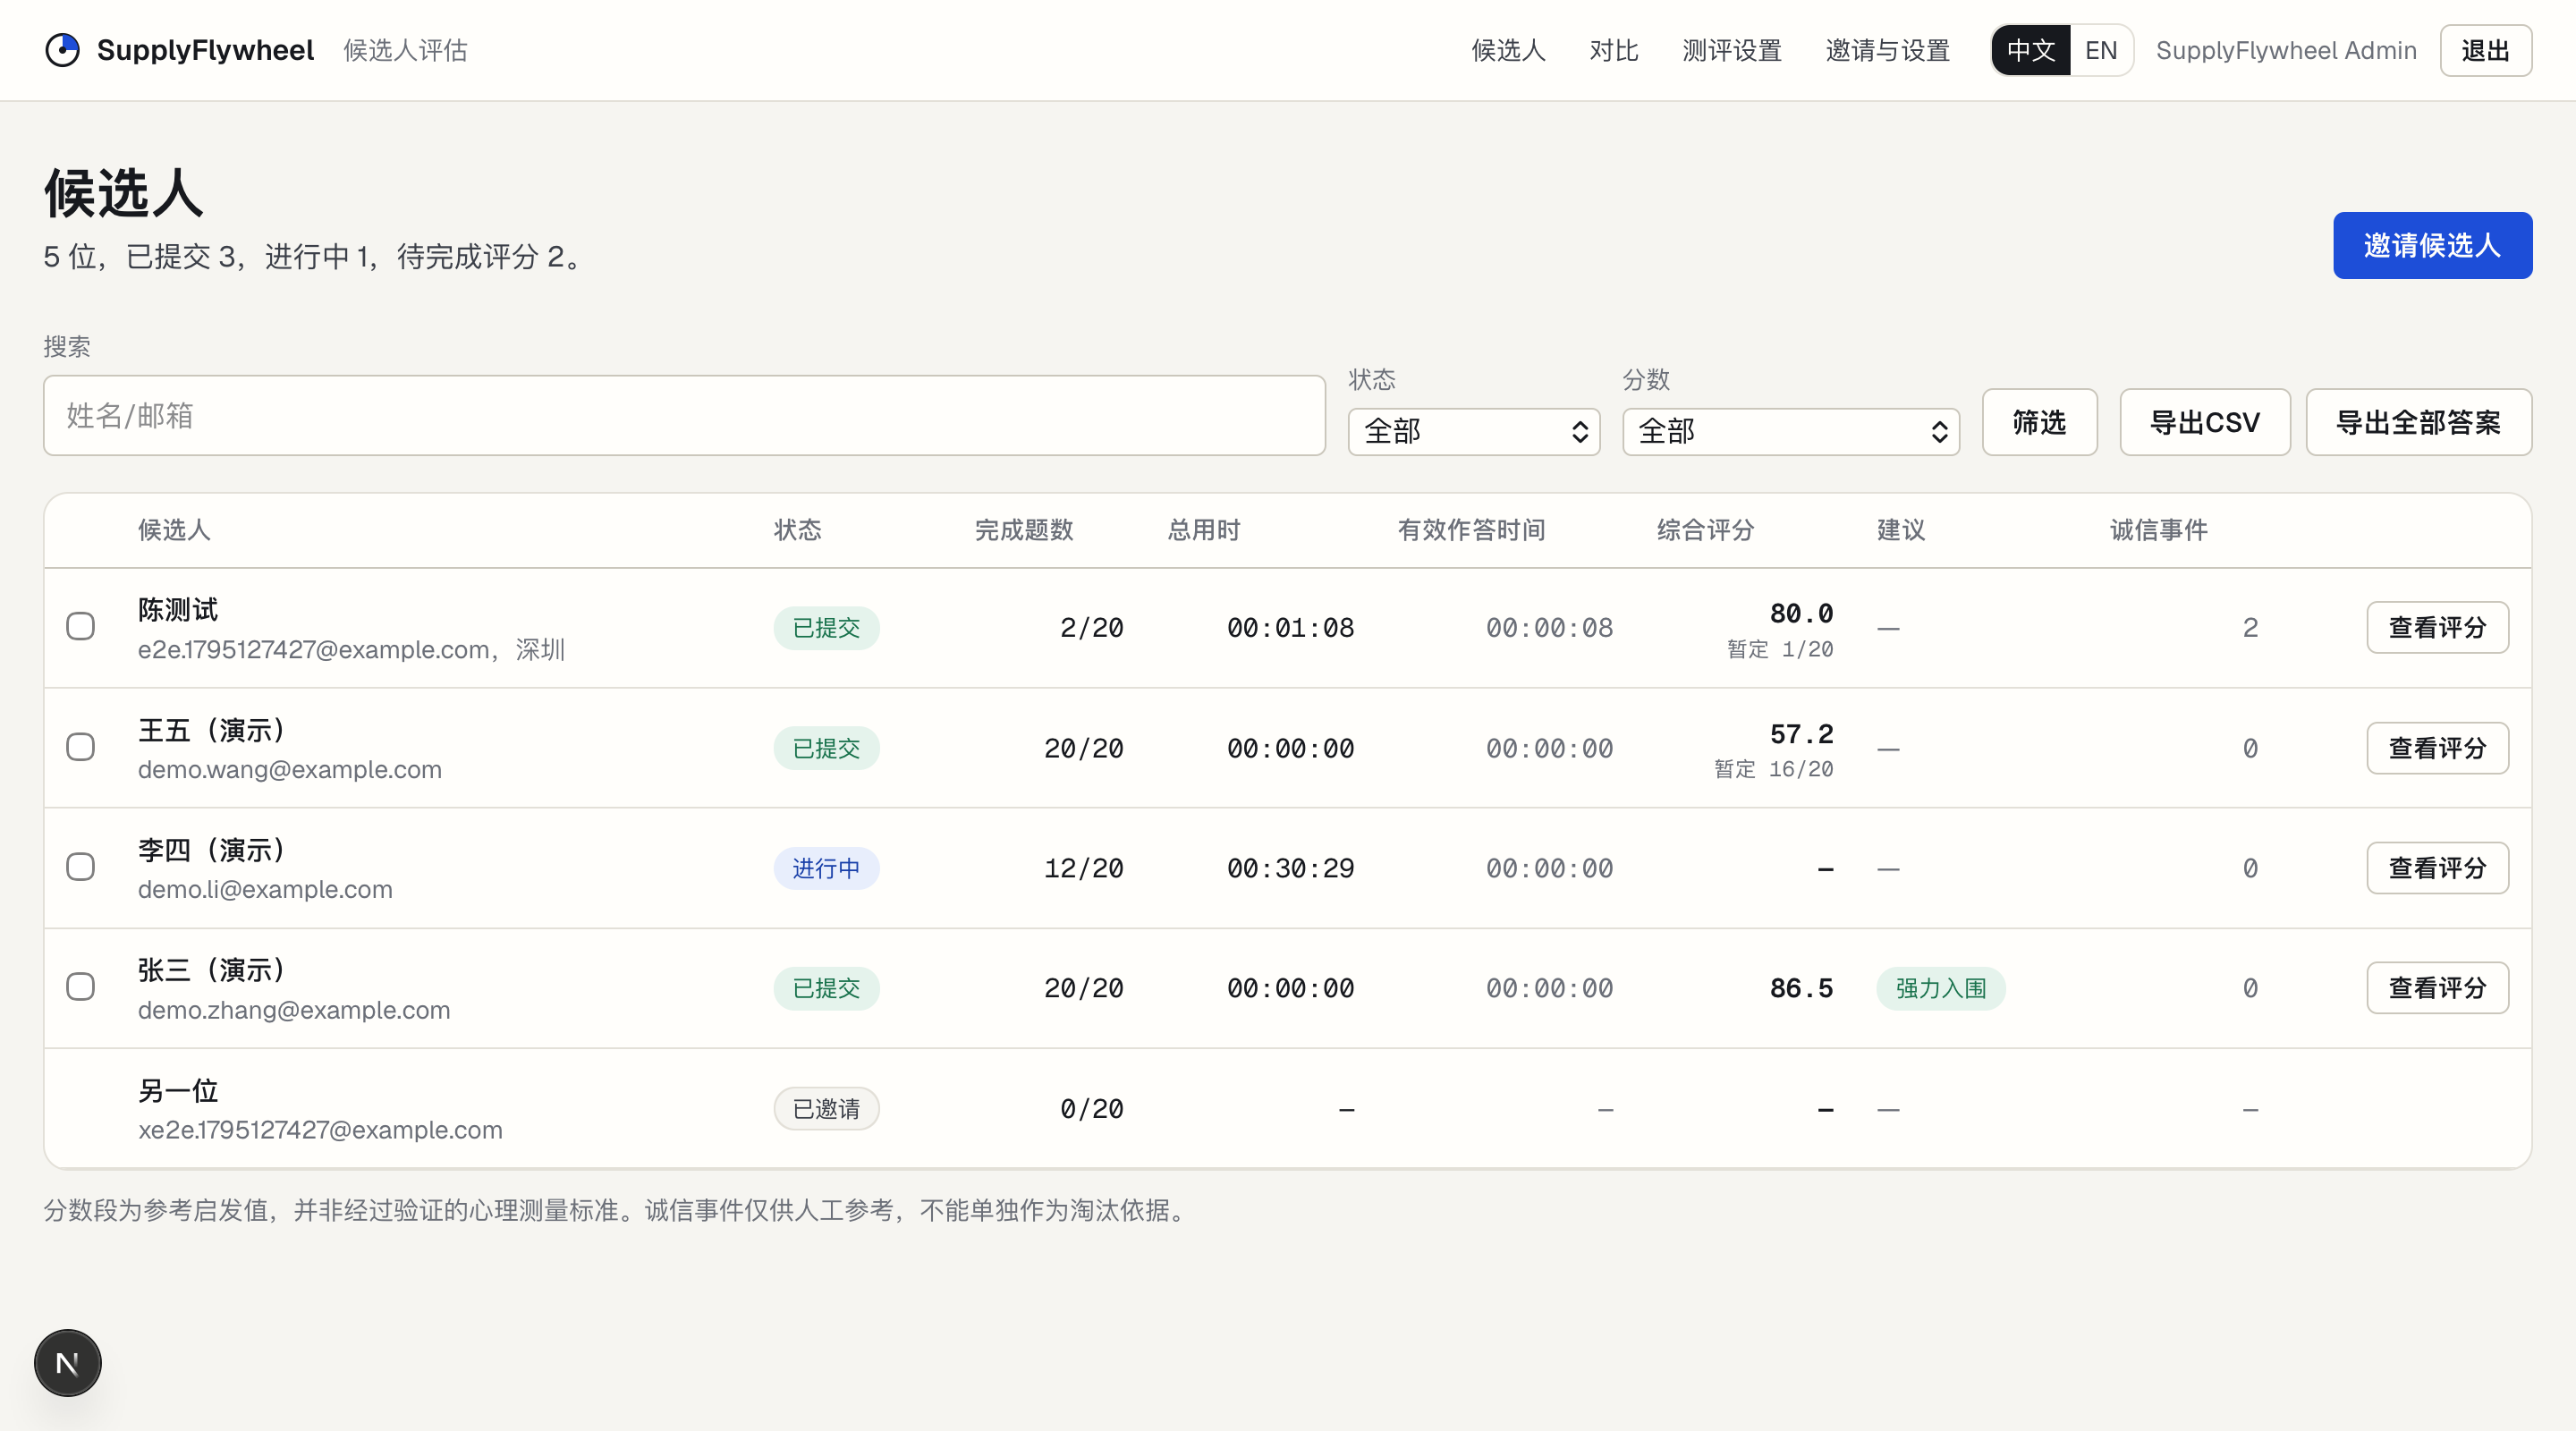 SupplyFlywheel 候选人评估 候选人 对比 测评设置 邀请与设置 中文 EN SupplyFlywheel Admin 退出
候选人
5 位，已提交 3，进行中 1，待完成评分 2。
邀请候选人
搜索 状态 分数
姓名/邮箱 全部 全部 筛选 导出CSV 导出全部答案
候选人 状态 完成题数 总用时 有效作答时间 综合评分 建议 诚信事件
陈测试
e2e.1795127427@example.com，深圳
已提交 2/20 00:01:08 00:00:08 80.0 — 2 查看评分
暂定 1/20
王五（演示）
demo.wang@example.com
已提交 20/20 00:00:00 00:00:00 57.2 — 0 查看评分
暂定 16/20
李四（演示）
demo.li@example.com
进行中 12/20 00:30:29 00:00:00 – — 0 查看评分
张三（演示）
demo.zhang@example.com
已提交 20/20 00:00:00 00:00:00 86.5 强力入围 0 查看评分
另一位
xe2e.1795127427@example.com
已邀请 0/20 – – – — –
分数段为参考启发值，并非经过验证的心理测量标准。诚信事件仅供人工参考，不能单独作为淘汰依据。
N